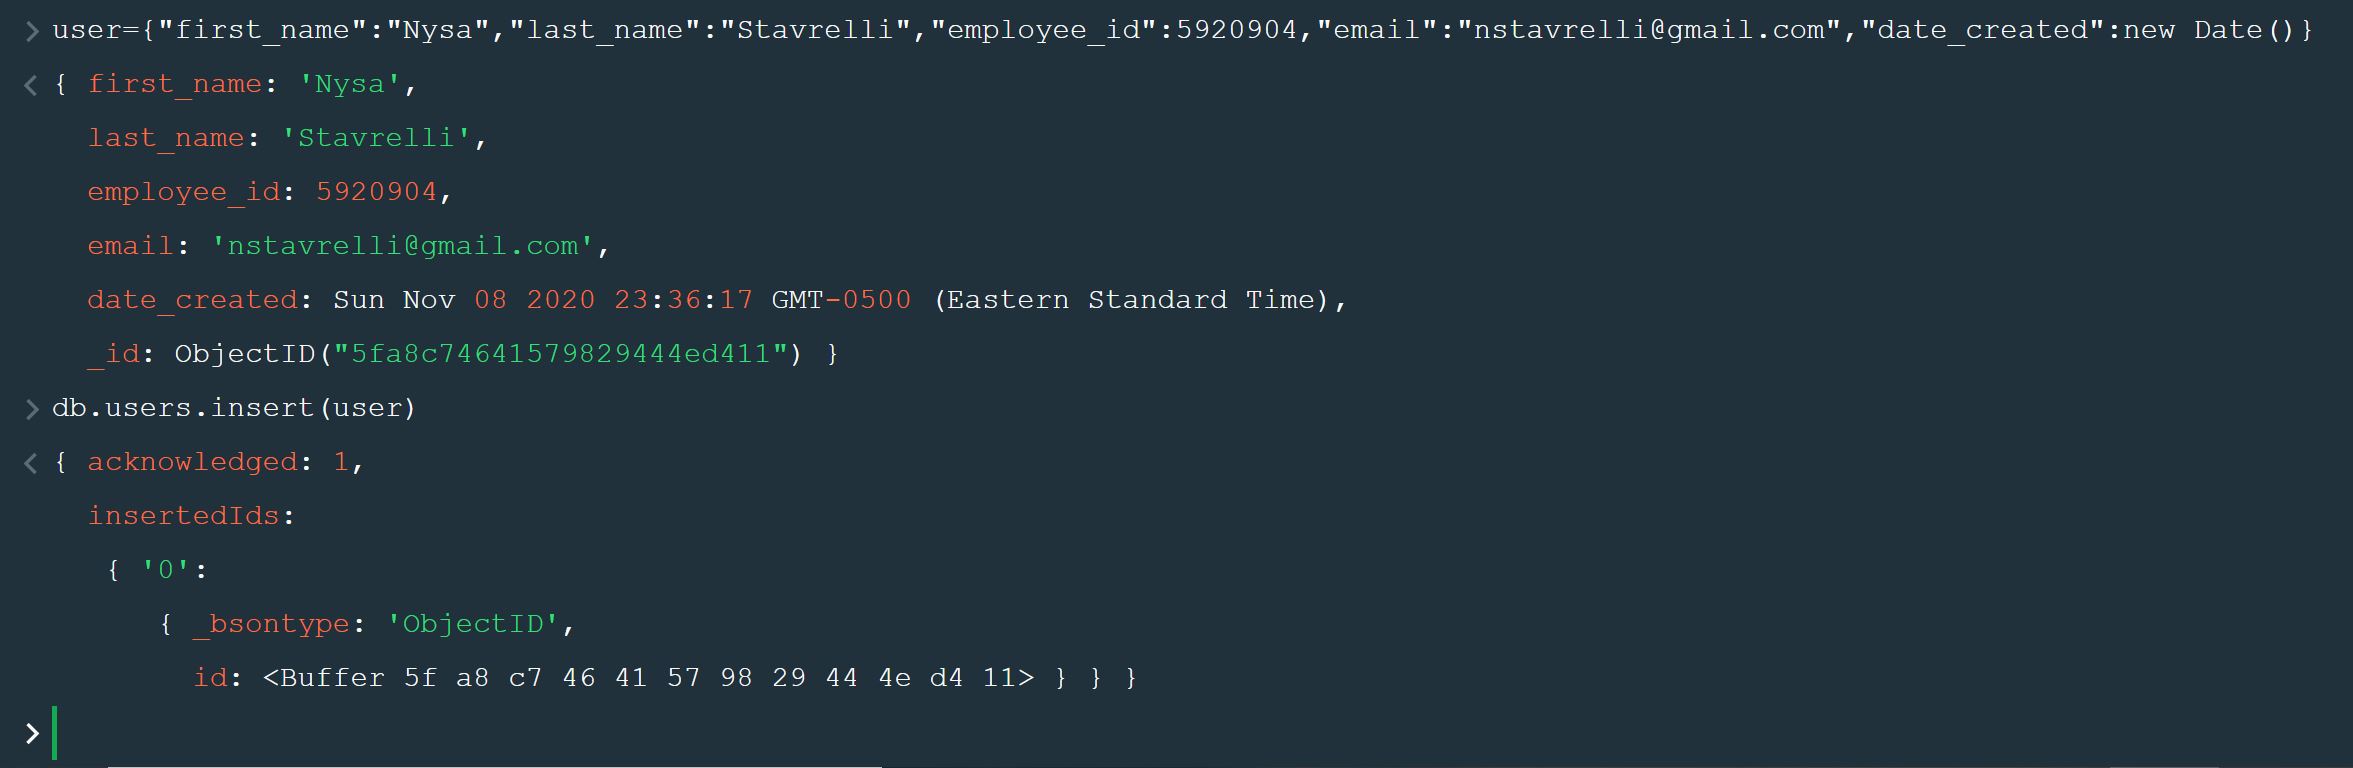 > user={"first_name":"Nysa","last_name":"Stavrelli","employee_id":5920904,"email":"nstavrelli@gmail.com","date_created":new Date()}
< { first_name: 'Nysa',
last_name: 'Stavrelli',
employee_id: 5920904,
email: 'nstavrelli@gmail.com',
date_created: Sun Nov 08 2020 23:36:17 GMT-0500 (Eastern Standard Time),
_id: ObjectID("5fa8c74641579829444ed411") }
> db.users.insert(user)
< { acknowledged: 1,
insertedIds:
{ '0':
{ _bsontype: 'ObjectID',
id: <Buffer 5f a8 c7 46 41 57 98 29 44 4e d4 11> } } }
>